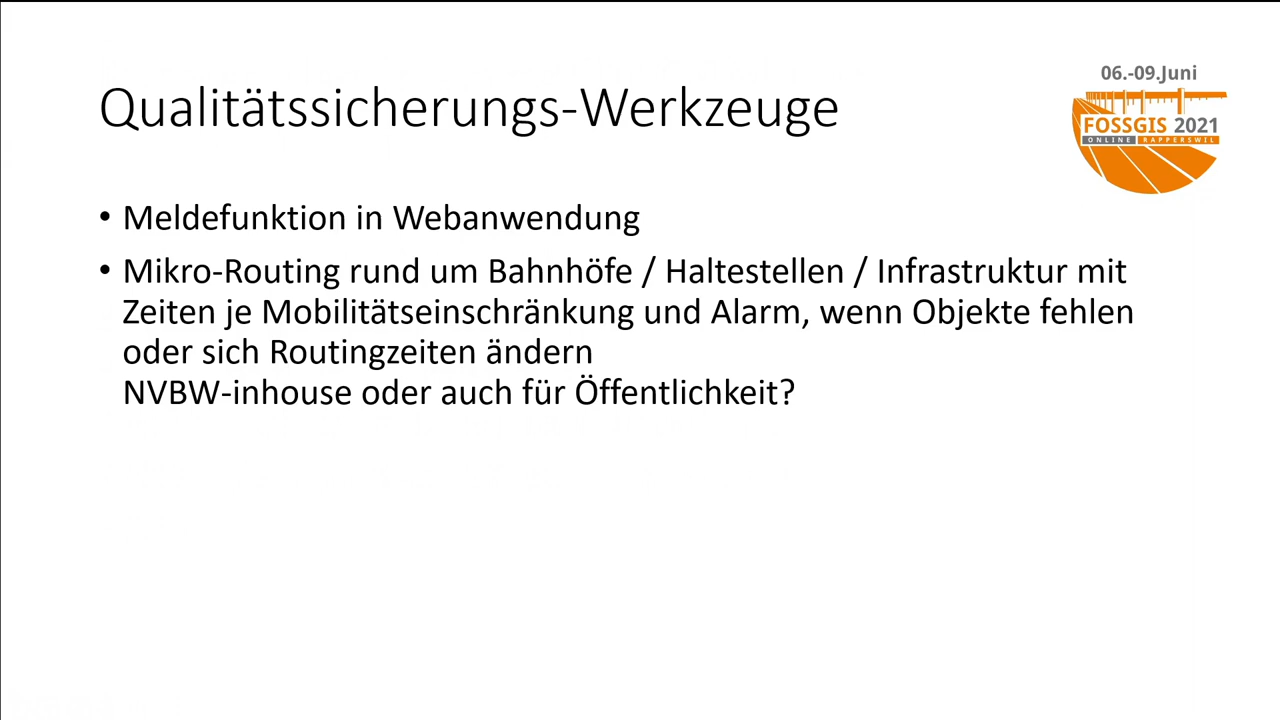 Qualitätssicherungs-Werkzeuge
06.-09.Juni
FOSSGIS 2021
ONLINE RAPPERSWIL
• Meldefunktion in Webanwendung
• Mikro-Routing rund um Bahnhöfe / Haltestellen / Infrastruktur mit
Zeiten je Mobilitätseinschränkung und Alarm, wenn Objekte fehlen
oder sich Routingzeiten ändern
NVBW-inhouse oder auch für Öffentlichkeit?